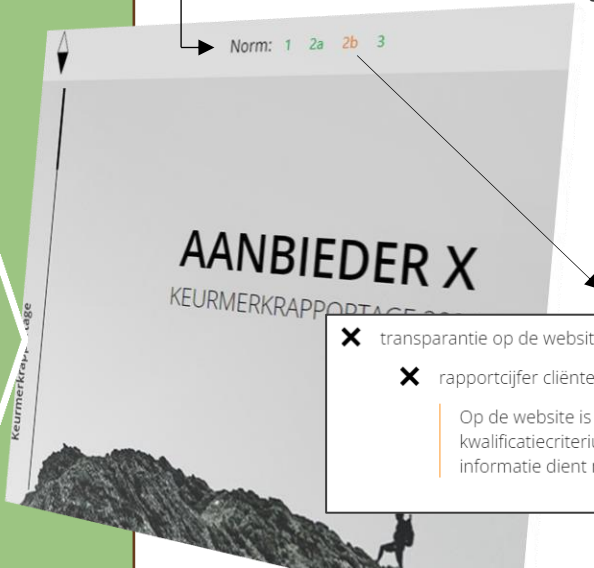 Norm: 1 2a 2b 3
AANBIEDER X
KEURMERKRAPPORTAGE
Keurmerkrapportage
transparantie op de websit
rapportcijfer cliënte
Op de website is
kwalificatiecriteriu
informatie dient